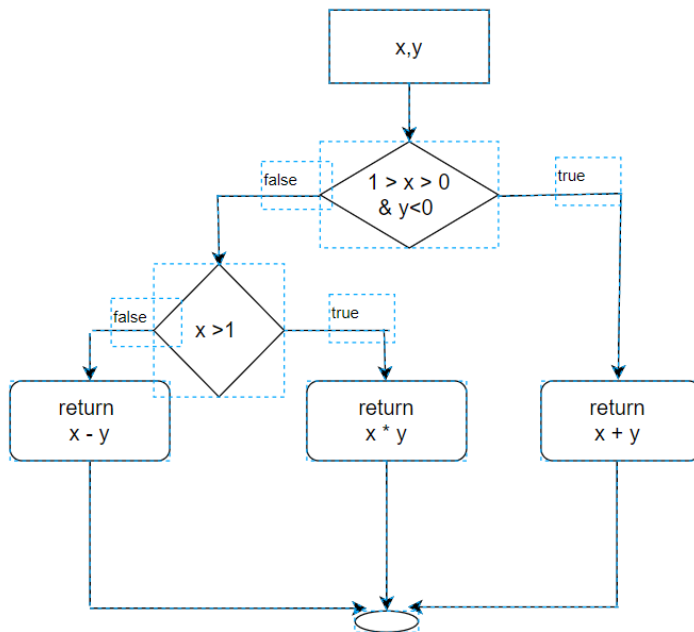 x,y
1 > x > 0
& y<0
false
true
x >1
false
true
return
x - y
return
x * y
return
x + y